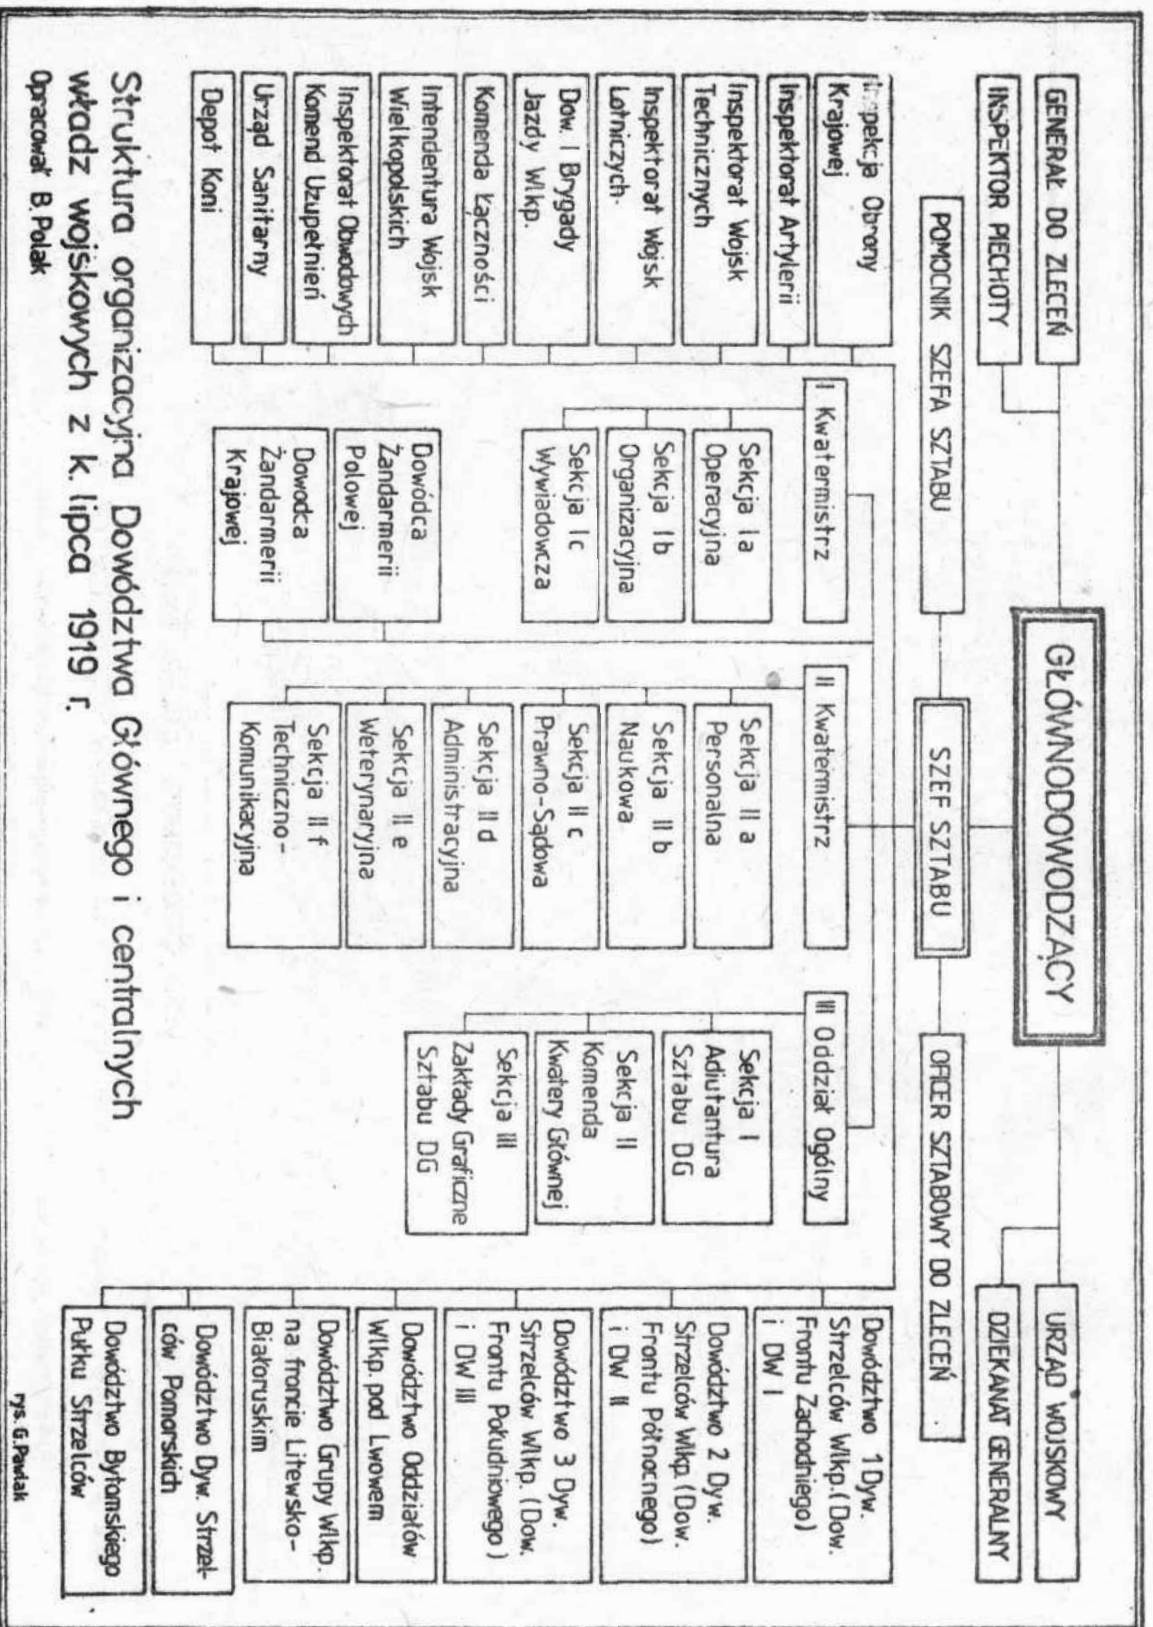 GŁÓWNODOWODZĄCY
GENERAŁ DO ZLECEŃ
INSPEKTOR PIECHOTY
URZĄD WOJSKOWY
DZIEKANAT GENERALNY
POMOCNIK SZEFA SZTABU
SZEF SZTABU
OFICER SZTABOWY DO ZLECEŃ
Inspekcja Obrony
Krajowej
Inspektorat Artylerii
Inspektorat Wojsk
Technicznych
Inspektorat Wojsk
Lotniczych
Dow. I Brygady
Jazdy Wlkp.
Komenda Łączności
Intendentura Wojsk
Wielkopolskich
Inspektorat Obwodowych
Komend Uzupełnień
Urząd Sanitarny
Depot Koni
I Kwatermistrz
Sekcja Ia
Operacyjna
Sekcja Ib
Organizacyjna
Sekcja Ic
Wywiadowcza
Dowódca
Żandarmerii
Polowej
Dowodca
Żandarmerii
Krajowej
II Kwatermistrz
Sekcja II a
Personalna
Sekcja II b
Naukowa
Sekcja II c
Prawno-Sądowa
Sekcja II d
Administracyjna
Sekcja II e
Weterynaryjna
Sekcja II f
Techniczno-
Komunikacyjna
III Oddział Ogólny
Sekcja I
Adiutantura
Sztabu DG
Sekcja II
Komenda
Kwatery Głównej
Sekcja III
Zakłady Graficzne
Sztabu DG
Dowództwo 1 Dyw.
Strzelców Wlkp. (Dow.
Frontu Zachodniego)
i DW I
Dowództwo 2 Dyw.
Strzelców Wlkp. (Dow.
Frontu Północnego)
i DW II
Dowództwo 3 Dyw.
Strzelców Wlkp. (Dow.
Frontu Południowego)
i DW III
Dowództwo Oddziałów
Wlkp. pod Lwowem
Dowództwo Grupy Wlkp.
na froncie Litewsko-
Białoruskim
Dowództwo Dyw. Strzel-
ców Pomorskich
Dowództwo Bytomskiego
Pułku Strzelców
Struktura organizacyjna Dowództwa Głównego i centralnych
władz wojskowych z k. lipca 1919 r.
Opracował B. Polak
rys. G. Pawlak